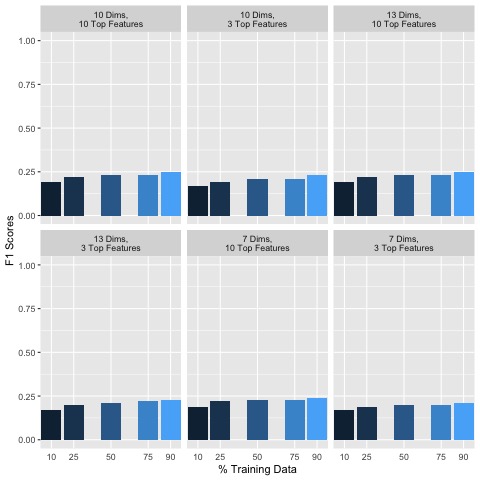 10 Dims,
10 Top Features
10 Dims,
3 Top Features
13 Dims,
10 Top Features
1.00
0.75
0.50
0.25
0.00
13 Dims,
3 Top Features
7 Dims,
10 Top Features
7 Dims,
3 Top Features
1.00
0.75
0.50
0.25
0.00
10 25 50 75 90
10 25 50 75 90
10 25 50 75 90
% Training Data
F1 Scores